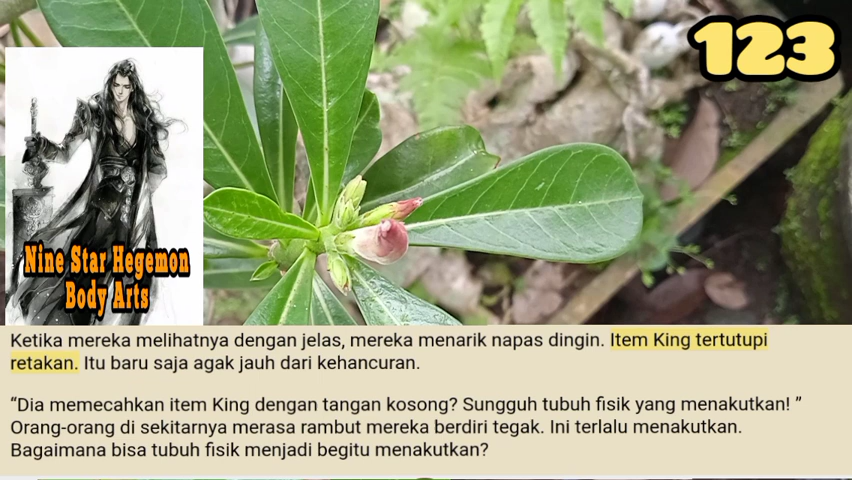 123
Nine Star Hegemon
Body Arts
Ketika mereka melihatnya dengan jelas, mereka menarik napas dingin. Item King tertutupi
retakan. Itu baru saja agak jauh dari kehancuran.
“Dia memecahkan item King dengan tangan kosong? Sungguh tubuh fisik yang menakutkan! ”
Orang-orang di sekitarnya merasa rambut mereka berdiri tegak. Ini terlalu menakutkan.
Bagaimana bisa tubuh fisik menjadi begitu menakutkan?